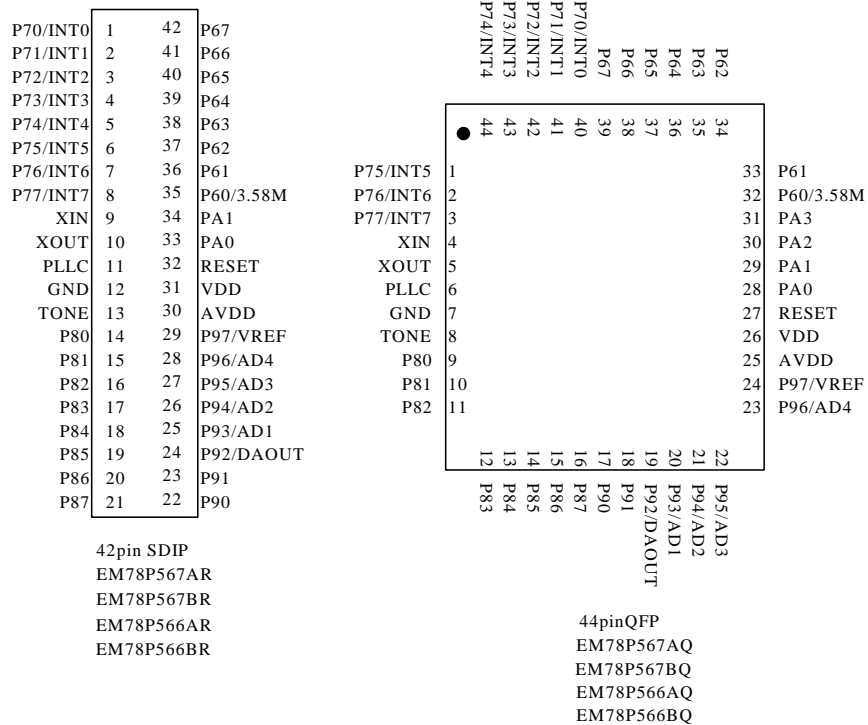 P70/INT0 1 42 P67
P71/INT1 2 41 P66
P72/INT2 3 40 P65
P73/INT3 4 39 P64
P74/INT4 5 38 P63
P75/INT5 6 37 P62
P76/INT6 7 36 P61
P77/INT7 8 35 P60/3.58M
XIN 9 34 PA1
XOUT 10 33 PA0
PLLC 11 32 RESET
GND 12 31 VDD
TONE 13 30 AVDD
P80 14 29 P97/VREF
P81 15 28 P96/AD4
P82 16 27 P95/AD3
P83 17 26 P94/AD2
P84 18 25 P93/AD1
P85 19 24 P92/DAOUT
P86 20 23 P91
P87 21 22 P90
42pin SDIP
EM78P567AR
EM78P567BR
EM78P566AR
EM78P566BR
P74/INT4 P73/INT3 P72/INT2 P71/INT1 P70/INT0 P67 P66 P65 P64 P63 P62
44 43 42 41 40 39 38 37 36 35 34
P75/INT5 1 33 P61
P76/INT6 2 32 P60/3.58M
P77/INT7 3 31 PA3
XIN 4 30 PA2
XOUT 5 29 PA1
PLLC 6 28 PA0
GND 7 27 RESET
TONE 8 26 VDD
P80 9 25 AVDD
P81 10 24 P97/VREF
P82 11 23 P96/AD4
12 13 14 15 16 17 18 19 20 21 22
P83 P84 P85 P86 P87 P90 P91 P92/DAOUT P93/AD1 P94/AD2 P95/AD3
44pinQFP
EM78P567AQ
EM78P567BQ
EM78P566AQ
EM78P566BQ